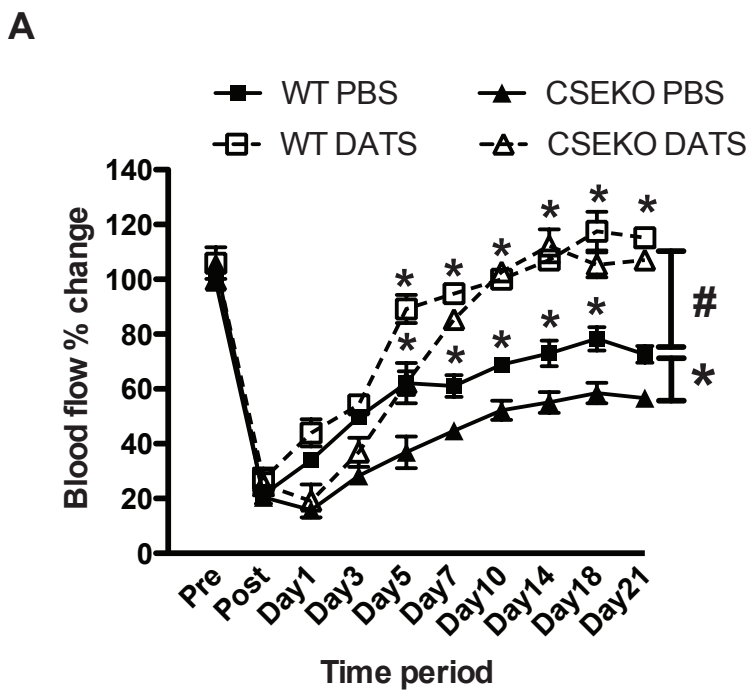 A
WT PBS
CSEKO PBS
WT DATS
CSEKO DATS
Blood flow % change
140
120
100
80
60
40
20
0
* * * * * *
* * * * * *
#
*
Pre
Post
Day1
Day3
Day5
Day7
Day10
Day14
Day18
Day21
Time period